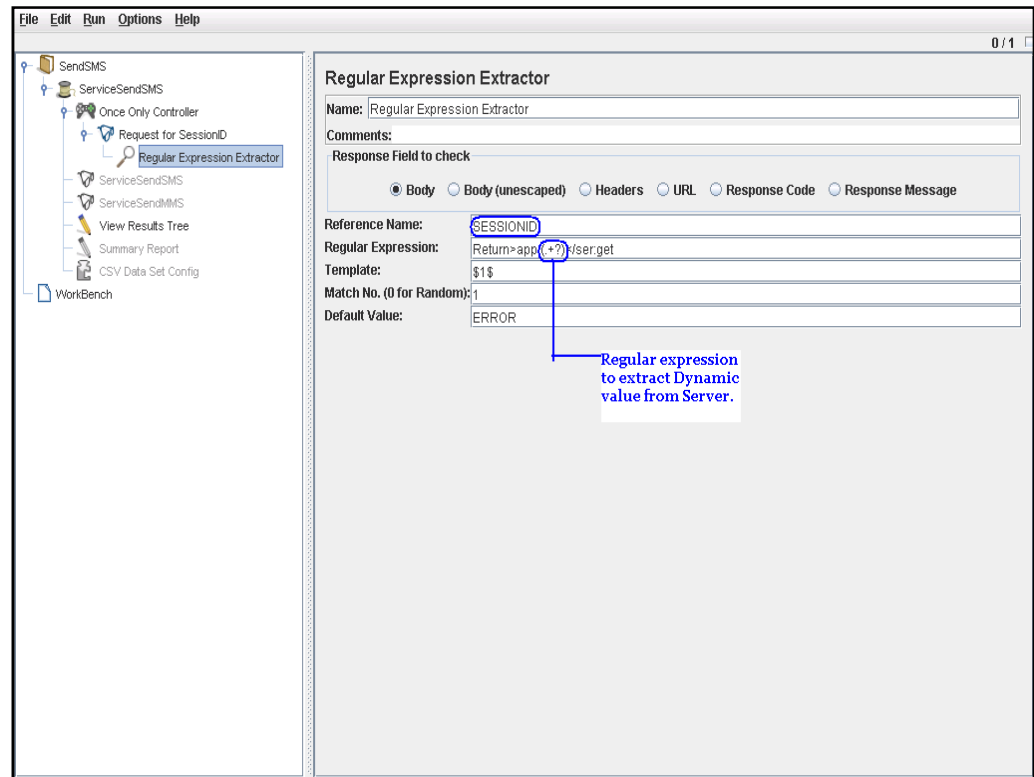 File Edit Run Options Help
0 / 1
SendSMS
ServiceSendSMS
Once Only Controller
Request for SessionID
Regular Expression Extractor
ServiceSendSMS
ServiceSendMMS
View Results Tree
Summary Report
CSV Data Set Config
WorkBench
Regular Expression Extractor
Name: Regular Expression Extractor
Comments:
Response Field to check
Body Body (unescaped) Headers URL Response Code Response Message
Reference Name: SESSIONID
Regular Expression: Return>app(.+?)</ser:get
Template: $1$
Match No. (0 for Random): 1
Default Value: ERROR
Regular expression
to extract Dynamic
value from Server.